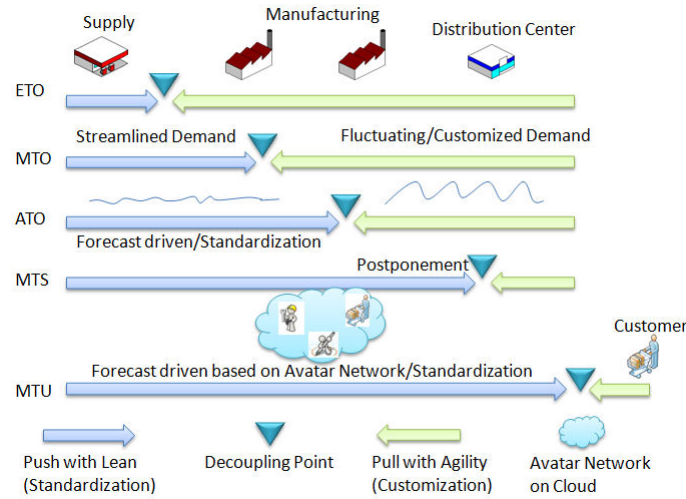 Supply
Manufacturing
Distribution Center
ETO
Streamlined Demand
Fluctuating/Customized Demand
MTO
ATO
Forecast driven/Standardization
Postponement
MTS
Customer
Forecast driven based on Avatar Network/Standardization
MTU
Push with Lean
(Standardization)
Decoupling Point
Pull with Agility
(Customization)
Avatar Network
on Cloud